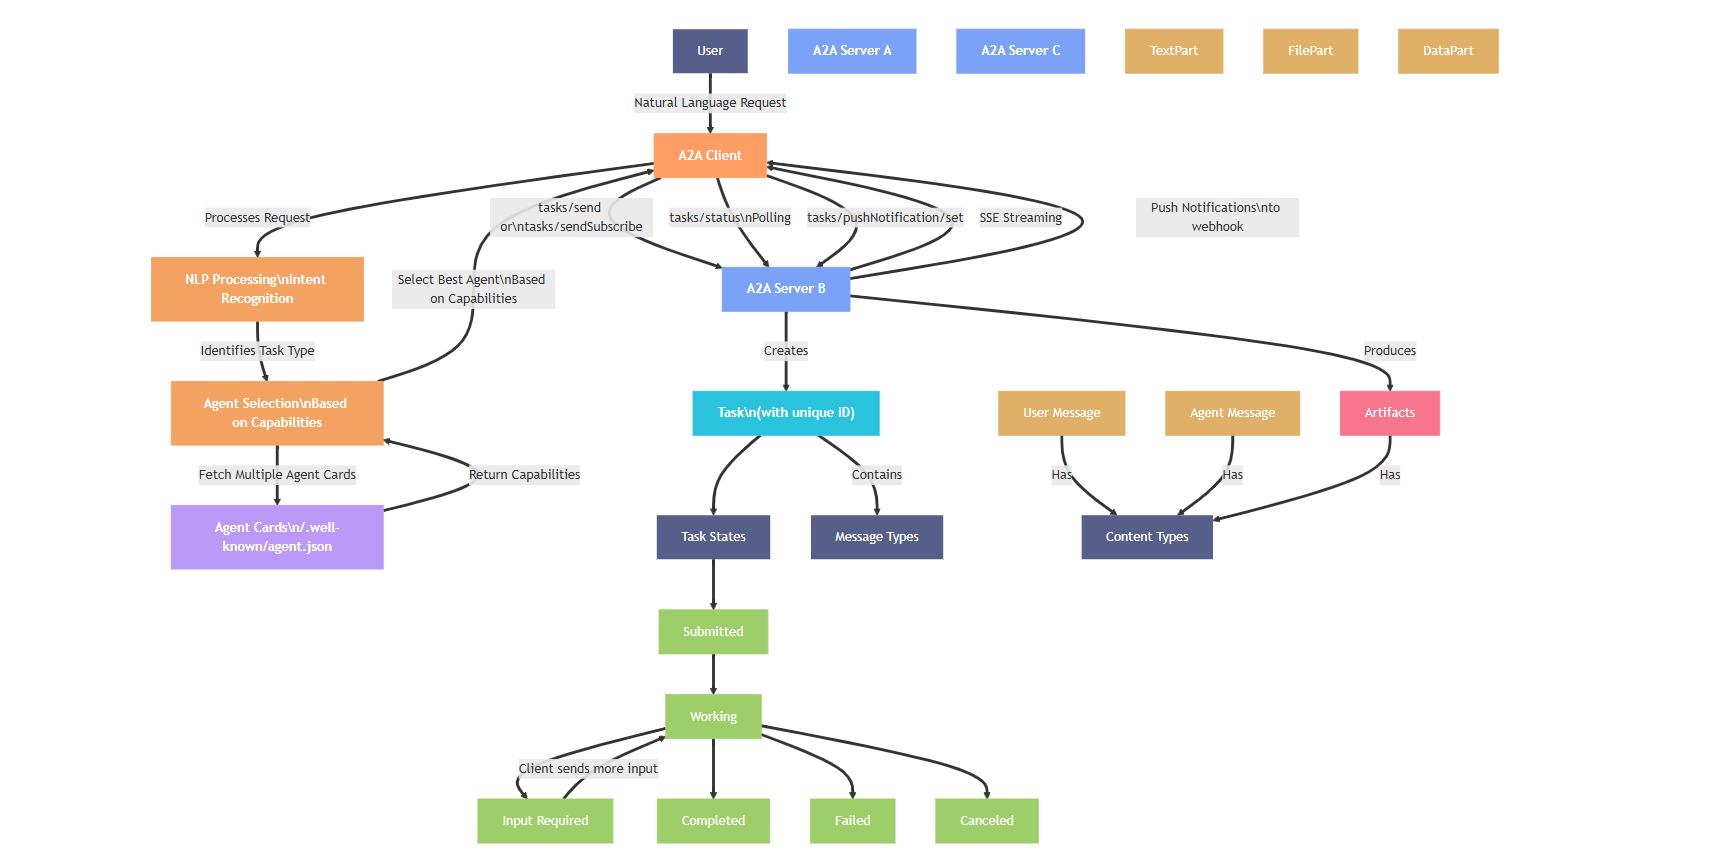 User
A2A Server A
A2A Server C
TextPart
FilePart
DataPart
Natural Language Request
A2A Client
Processes Request
tasks/send
or\ntasks/sendSubscribe
tasks/status\nPolling
tasks/pushNotification/set
SSE Streaming
Push Notifications\nto
webhook
NLP Processing\nIntent
Recognition
Select Best Agent\nBased
on Capabilities
A2A Server B
Identifies Task Type
Creates
Produces
Agent Selection\nBased
on Capabilities
Task\n(with unique ID)
User Message
Agent Message
Artifacts
Fetch Multiple Agent Cards
Return Capabilities
Contains
Has
Has
Has
Agent Cards\n/.well-
known/agent.json
Task States
Message Types
Content Types
Submitted
Working
Client sends more input
Input Required
Completed
Failed
Canceled